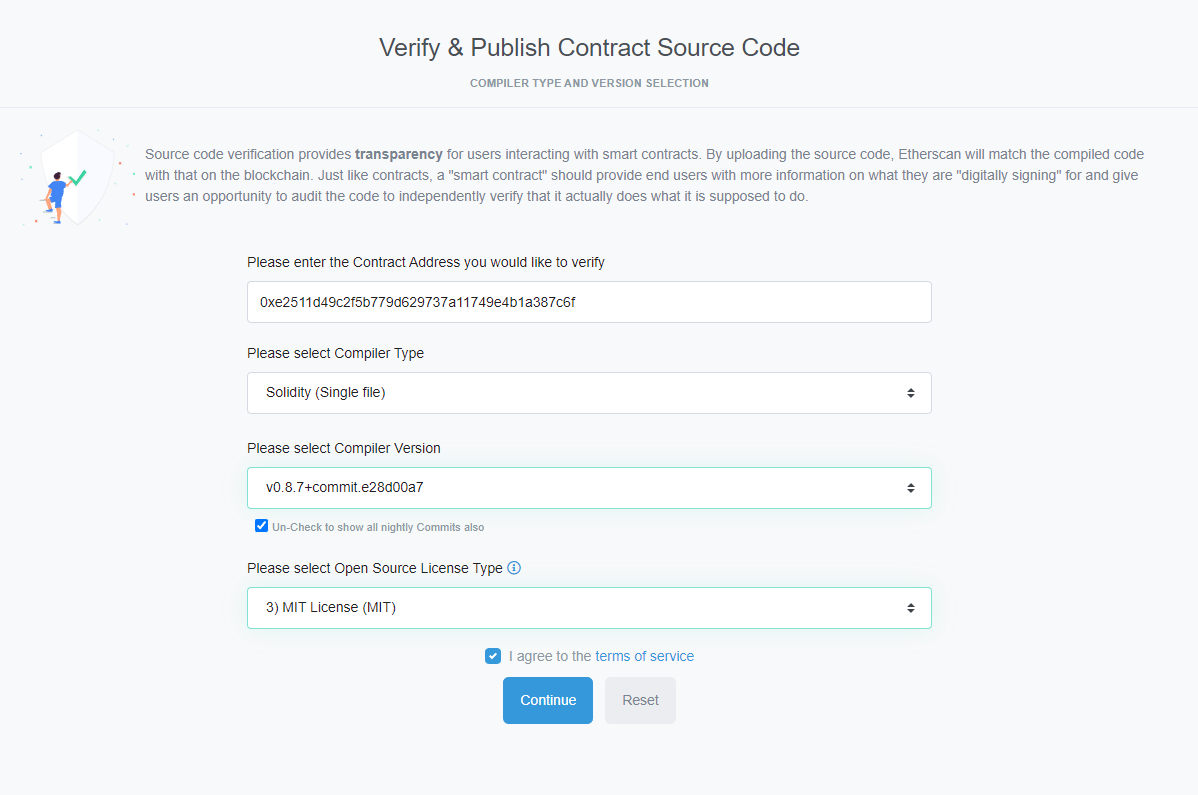 Verify & Publish Contract Source Code
COMPILER TYPE AND VERSION SELECTION
Source code verification provides transparency for users interacting with smart contracts. By uploading the source code, Etherscan will match the compiled code
with that on the blockchain. Just like contracts, a "smart contract" should provide end users with more information on what they are "digitally signing" for and give
users an opportunity to audit the code to independently verify that it actually does what it is supposed to do.
Please enter the Contract Address you would like to verify
0xe2511d49c2f5b779d629737a11749e4b1a387c6f
Please select Compiler Type
Solidity (Single file)
Please select Compiler Version
v0.8.7+commit.e28d00a7
Un-Check to show all nightly Commits also
Please select Open Source License Type
3) MIT License (MIT)
I agree to the terms of service
Continue Reset